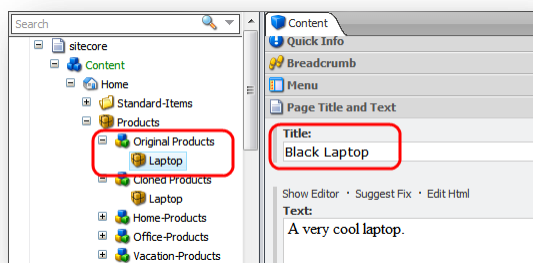 Search
sitecore
Content
Home
Standard-Items
Products
Original Products
Laptop
Cloned Products
Laptop
Home-Products
Office-Products
Vacation-Products
Content
Quick Info
Breadcrumb
Menu
Page Title and Text
Title:
Black Laptop
Show Editor · Suggest Fix · Edit Html
Text:
A very cool laptop.